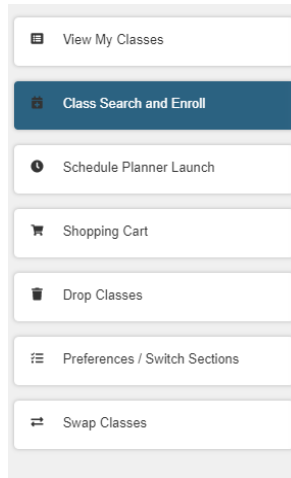 View My Classes
Class Search and Enroll
Schedule Planner Launch
Shopping Cart
Drop Classes
Preferences / Switch Sections
Swap Classes